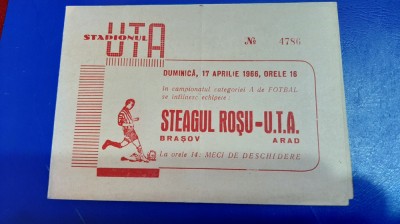 STADIONUL UTA
№ 4786
DUMINICĂ, 17 APRILIE 1966, ORELE 16
în campionatul categoriei A de FOTBAL
se întîlnesc echipele:
STEAGUL ROȘU-U.T.A.
BRAȘOV ARAD
La orele 14: MECI DE DESCHIDERE